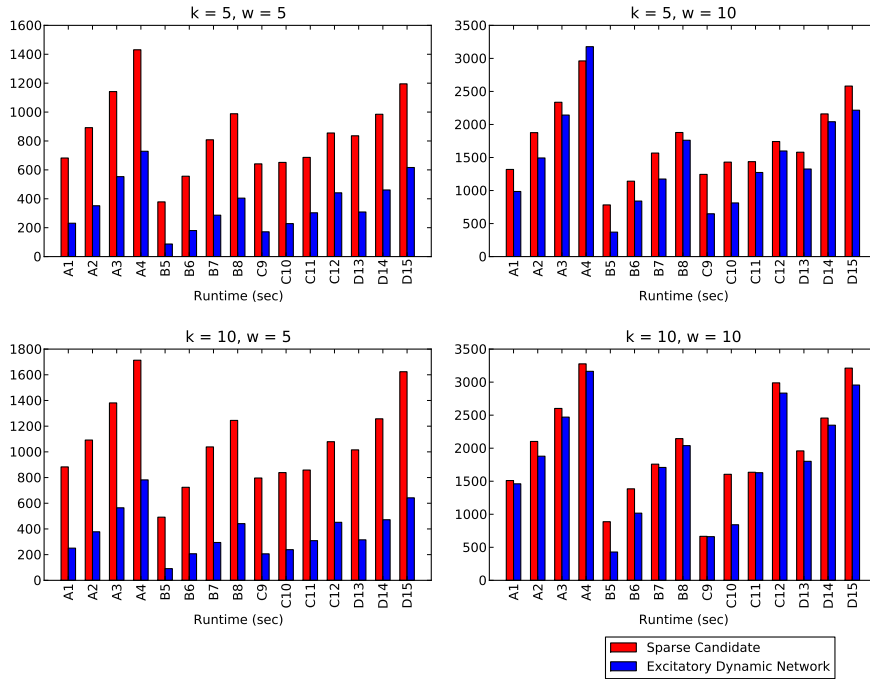 k = 5, w = 5
1600
1400
1200
1000
800
600
400
200
0
A1 A2 A3 A4 B5 B6 B7 B8 C9 C10 C11 C12 D13 D14 D15
Runtime (sec)
k = 5, w = 10
3500
3000
2500
2000
1500
1000
500
0
A1 A2 A3 A4 B5 B6 B7 B8 C9 C10 C11 C12 D13 D14 D15
Runtime (sec)
k = 10, w = 5
1800
1600
1400
1200
1000
800
600
400
200
0
A1 A2 A3 A4 B5 B6 B7 B8 C9 C10 C11 C12 D13 D14 D15
Runtime (sec)
k = 10, w = 10
3500
3000
2500
2000
1500
1000
500
0
A1 A2 A3 A4 B5 B6 B7 B8 C9 C10 C11 C12 D13 D14 D15
Runtime (sec)
Sparse Candidate
Excitatory Dynamic Network